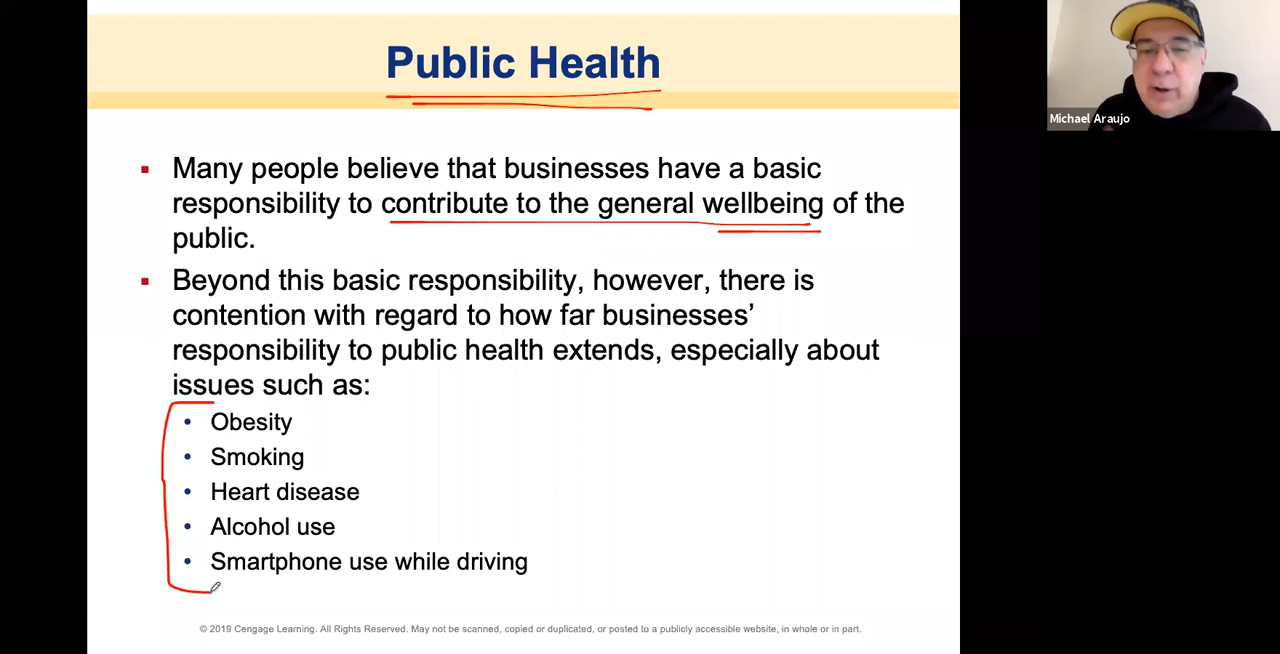 Public Health
Michael Araujo
Many people believe that businesses have a basic
responsibility to contribute to the general wellbeing of the
public.
Beyond this basic responsibility, however, there is
contention with regard to how far businesses’
responsibility to public health extends, especially about
issues such as:
Obesity
Smoking
Heart disease
Alcohol use
Smartphone use while driving
© 2019 Cengage Learning. All Rights Reserved. May not be scanned, copied or duplicated, or posted to a publicly accessible website, in whole or in part.